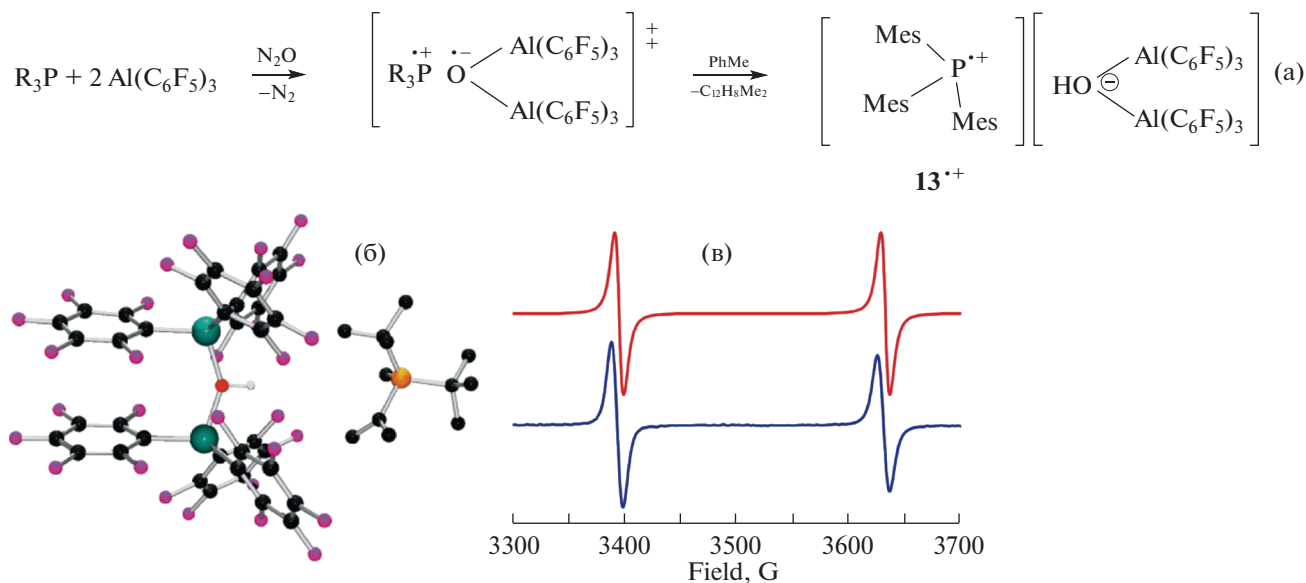 R₃P + 2 Al(C₆F₅)₃
N₂O
−N₂
R₃P•+ O•−
Al(C₆F₅)₃
Al(C₆F₅)₃
‡
PhMe
−C₁₂H₈Me₂
Mes
Mes
P•+
Mes
HO ⊖
Al(C₆F₅)₃
Al(C₆F₅)₃
(а)
13•+
(б)
(в)
3300 3400 3500 3600 3700
Field, G